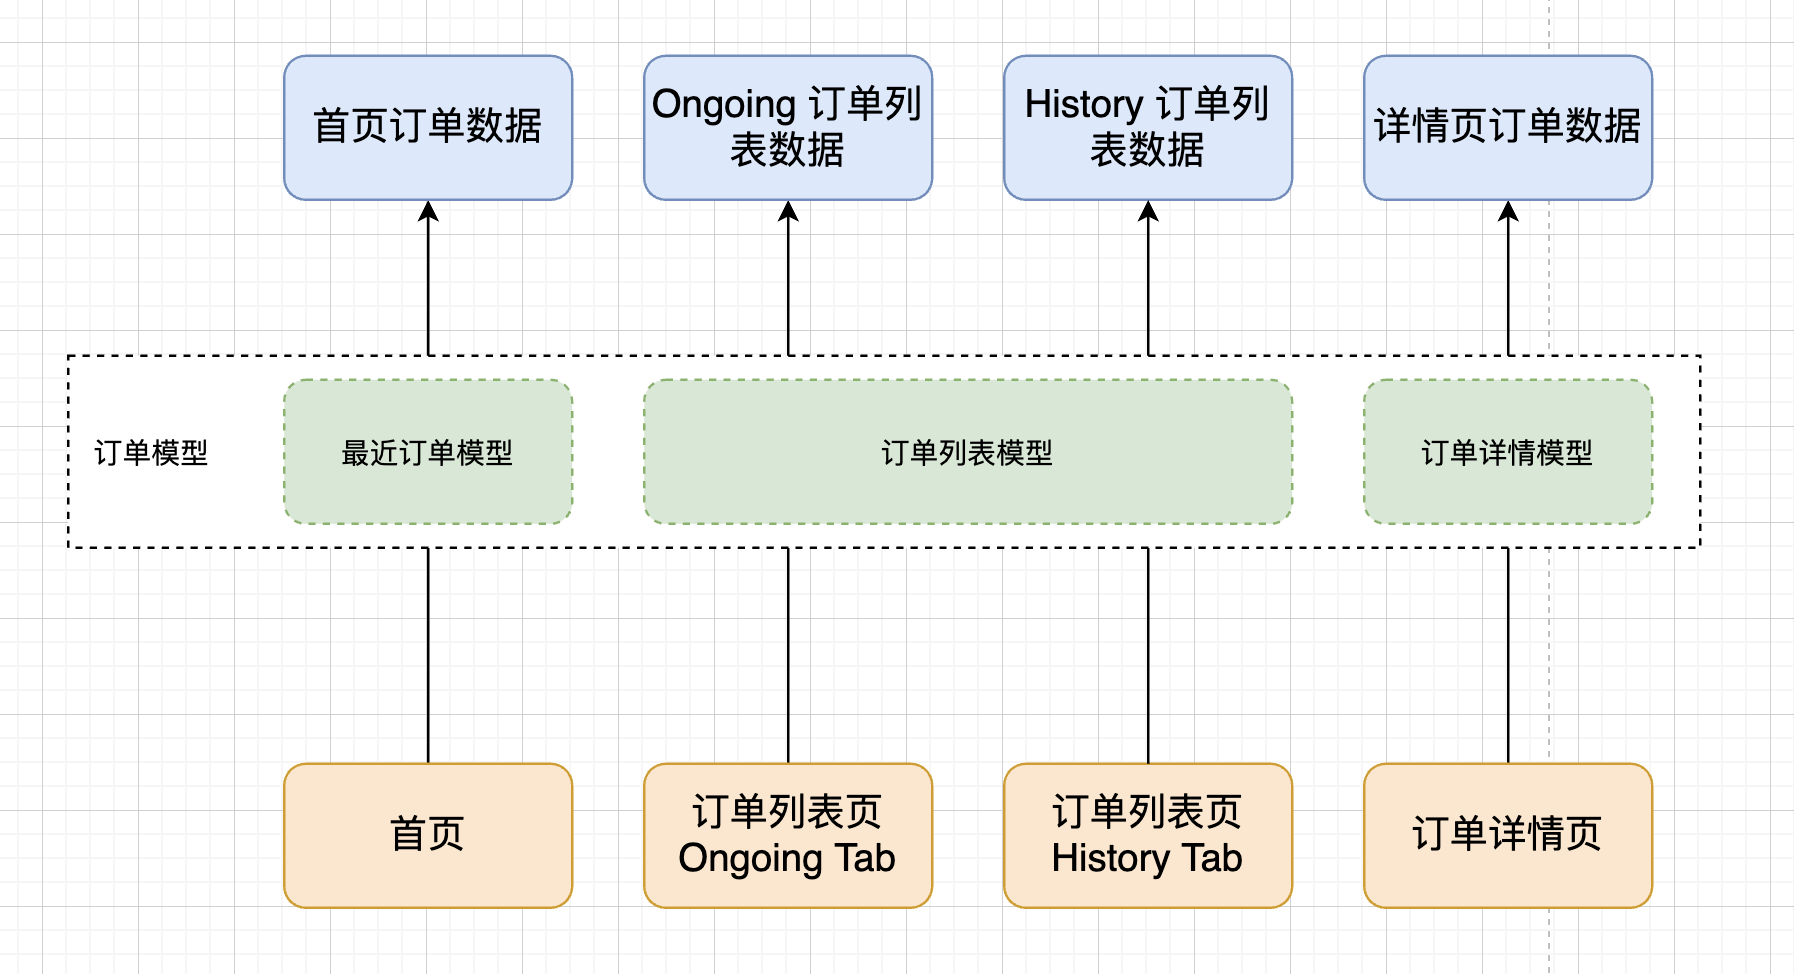 首页订单数据
Ongoing 订单列
表数据
History 订单列
表数据
详情页订单数据
订单模型
最近订单模型
订单列表模型
订单详情模型
首页
订单列表页
Ongoing Tab
订单列表页
History Tab
订单详情页